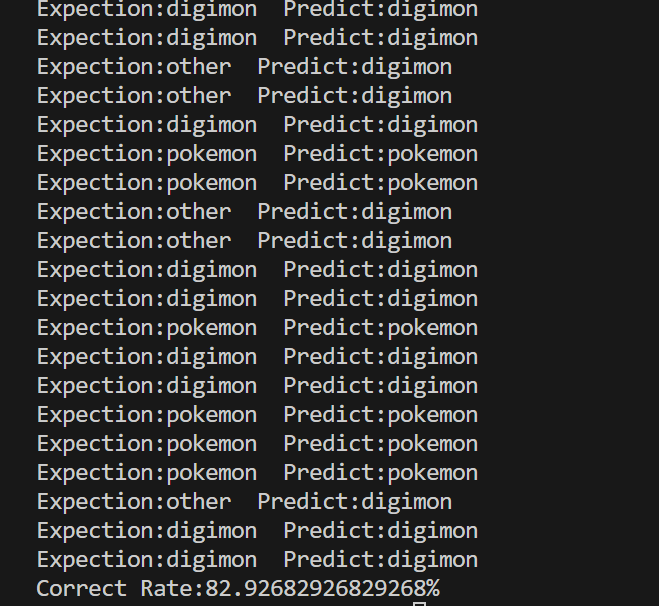 Expection:digimon  Predict:digimon
Expection:digimon  Predict:digimon
Expection:other  Predict:digimon
Expection:other  Predict:digimon
Expection:digimon  Predict:digimon
Expection:pokemon  Predict:pokemon
Expection:pokemon  Predict:pokemon
Expection:other  Predict:digimon
Expection:other  Predict:digimon
Expection:digimon  Predict:digimon
Expection:digimon  Predict:digimon
Expection:pokemon  Predict:pokemon
Expection:digimon  Predict:digimon
Expection:digimon  Predict:digimon
Expection:pokemon  Predict:pokemon
Expection:pokemon  Predict:pokemon
Expection:pokemon  Predict:pokemon
Expection:other  Predict:digimon
Expection:digimon  Predict:digimon
Expection:digimon  Predict:digimon
Correct Rate:82.92682926829268%